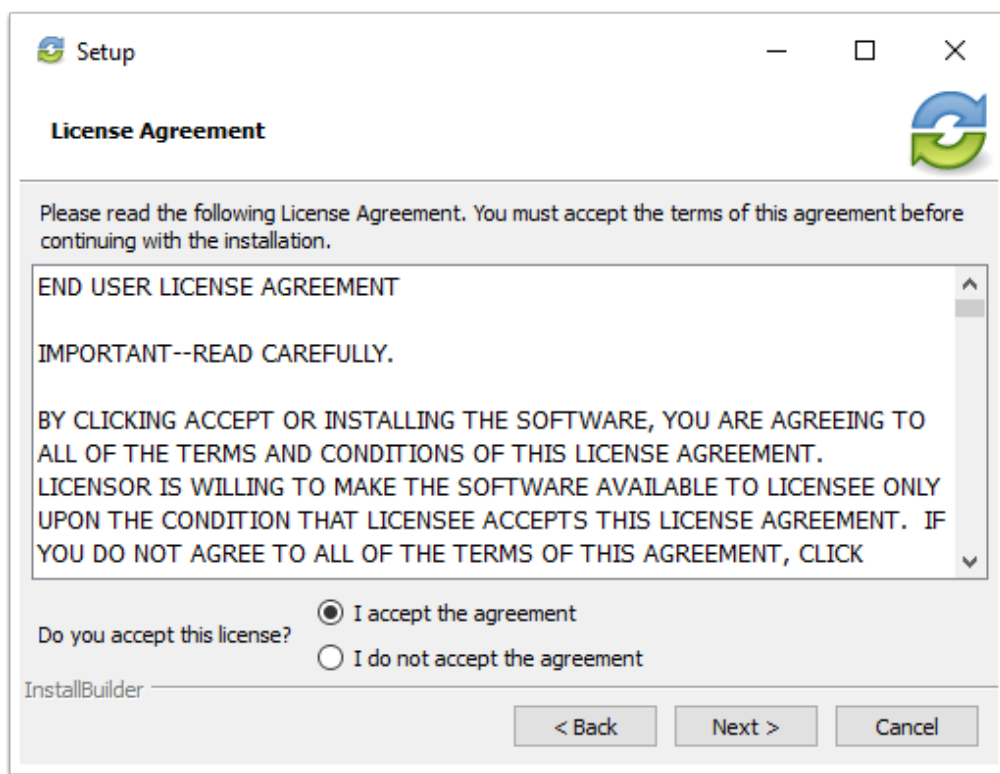 Setup
License Agreement
Please read the following License Agreement. You must accept the terms of this agreement before
continuing with the installation.
END USER LICENSE AGREEMENT
IMPORTANT--READ CAREFULLY.
BY CLICKING ACCEPT OR INSTALLING THE SOFTWARE, YOU ARE AGREEING TO
ALL OF THE TERMS AND CONDITIONS OF THIS LICENSE AGREEMENT.
LICENSOR IS WILLING TO MAKE THE SOFTWARE AVAILABLE TO LICENSEE ONLY
UPON THE CONDITION THAT LICENSEE ACCEPTS THIS LICENSE AGREEMENT.  IF
YOU DO NOT AGREE TO ALL OF THE TERMS OF THIS AGREEMENT, CLICK
Do you accept this license?
I accept the agreement
I do not accept the agreement
InstallBuilder
< Back
Next >
Cancel